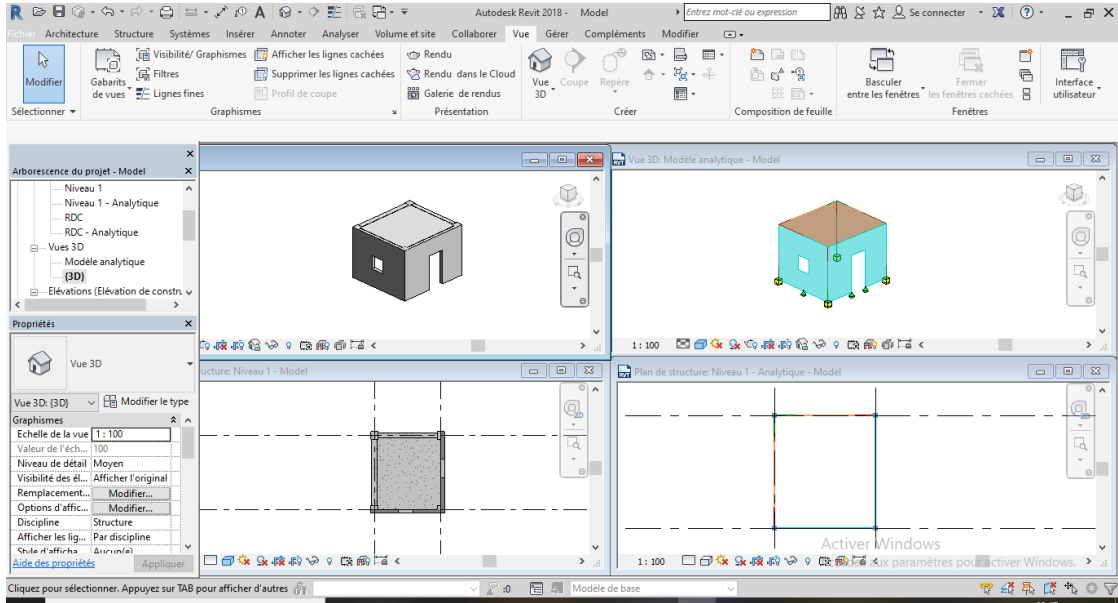 Autodesk Revit 2018 - Model
Entrez mot-clé ou expression
Se connecter
Fichier Architecture Structure Systèmes Insérer Annoter Analyser Volume et site Collaborer Vue Gérer Compléments Modifier
Modifier
Gabarits de vues
Visibilité/ Graphismes
Filtres
Lignes fines
Afficher les lignes cachées
Supprimer les lignes cachées
Profil de coupe
Rendu
Rendu dans le Cloud
Galerie de rendus
Vue 3D
Coupe
Repère
Basculer entre les fenêtres
Fermer les fenêtres cachées
Interface utilisateur
Sélectionner
Graphismes
Présentation
Créer
Composition de feuille
Fenêtres
Arborescence du projet - Model
Niveau 1
Niveau 1 - Analytique
RDC
RDC - Analytique
Vues 3D
Modèle analytique
{3D}
Elévations (Elévation de constru
Propriétés
Vue 3D
Vue 3D: {3D}
Modifier le type
Graphismes
Echelle de la vue 1 : 100
Valeur de l'éch... 100
Niveau de détail Moyen
Visibilité des él... Afficher l'original
Remplacement... Modifier...
Options d'affic... Modifier...
Discipline Structure
Afficher les lig... Par discipline
Style d'afficha Aucun(e)
Aide des propriétés
Appliquer
Vue 3D: Modèle analytique - Model
1 : 100
ucture: Niveau 1 - Model
2D
Plan de structure: Niveau 1 - Analytique - Model
2D
1 : 100
Activer Windows
aux paramètres pour activer Windows.
Cliquez pour sélectionner. Appuyez sur TAB pour afficher d'autres
:0
Modèle de base